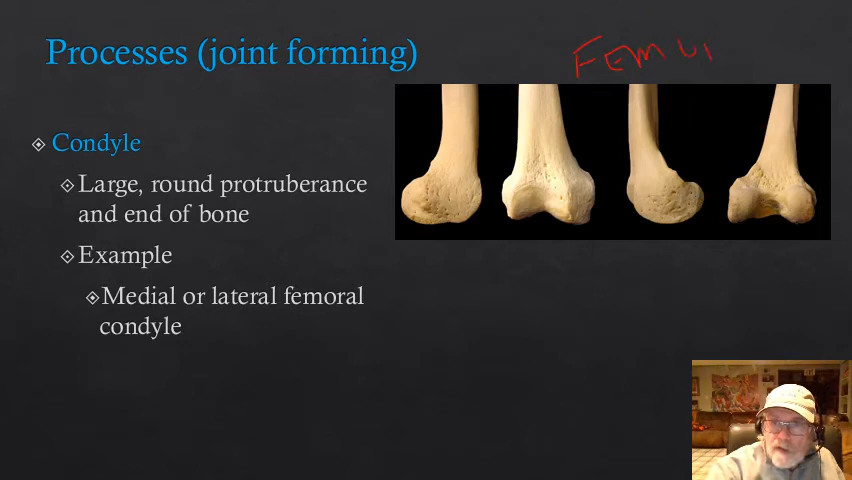 Processes (joint forming)
FEMUr
Condyle
Large, round protruberance
and end of bone
Example
Medial or lateral femoral
condyle